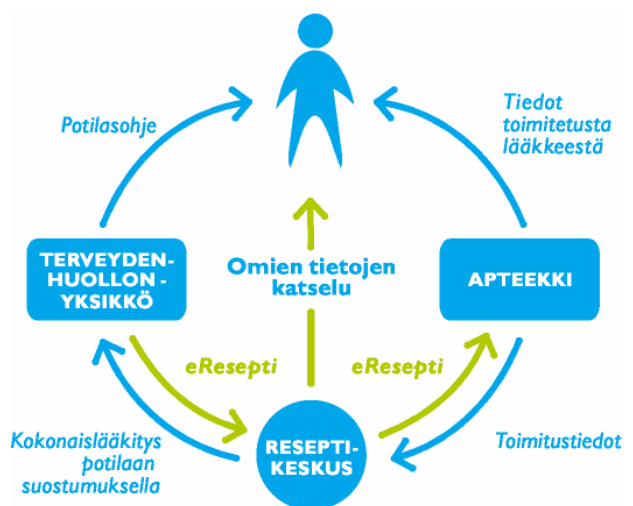 Potilasohje
Tiedot
toimitetusta
lääkkeestä
TERVEYDEN-
HUOLLON -
YKSIKKÖ
Omien tietojen
katselu
APTEEKKI
eResepti
eResepti
Kokonaislääkitys
potilaan
suostumuksella
RESEPTI-
KESKUS
Toimitustiedot